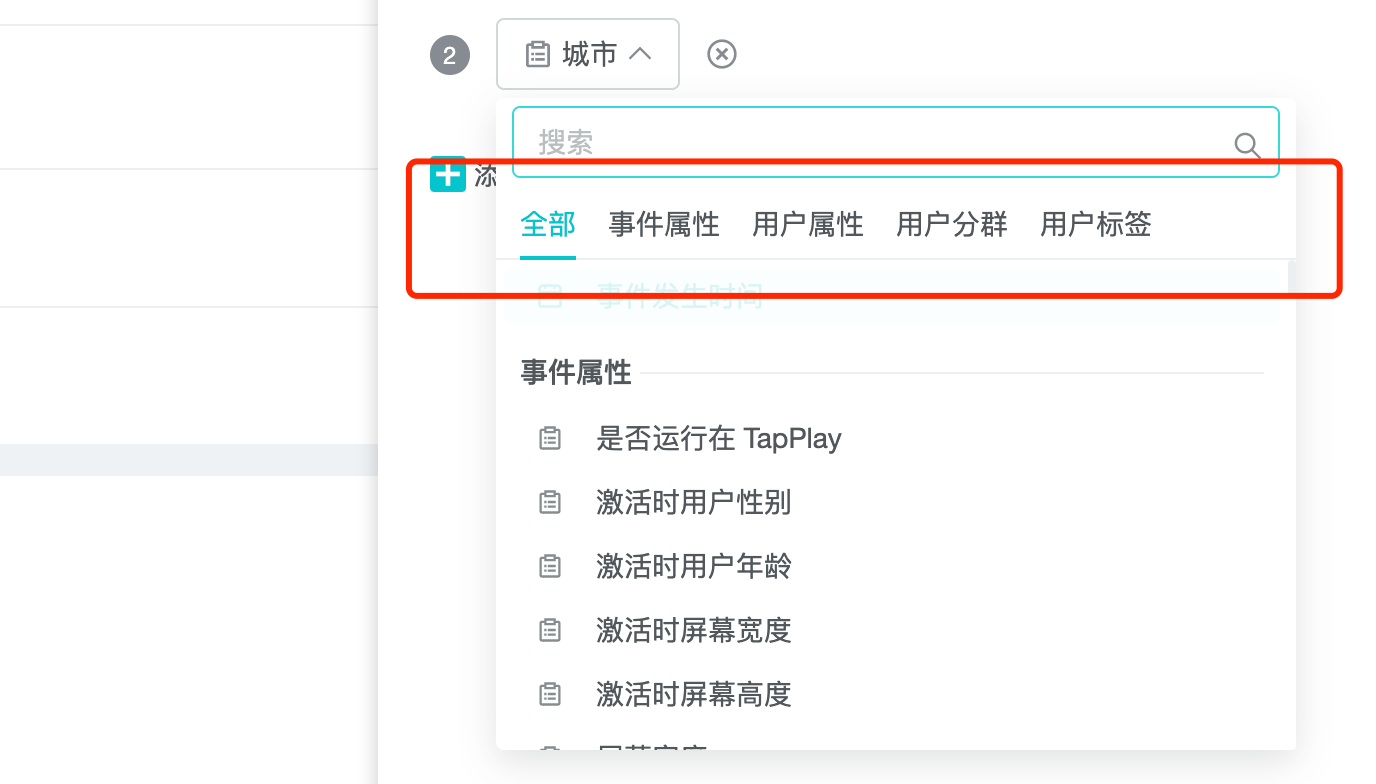 2 城市
搜索
添
全部 事件属性 用户属性 用户分群 用户标签
事件发生时间
事件属性
是否运行在 TapPlay
激活时用户性别
激活时用户年龄
激活时屏幕宽度
激活时屏幕高度